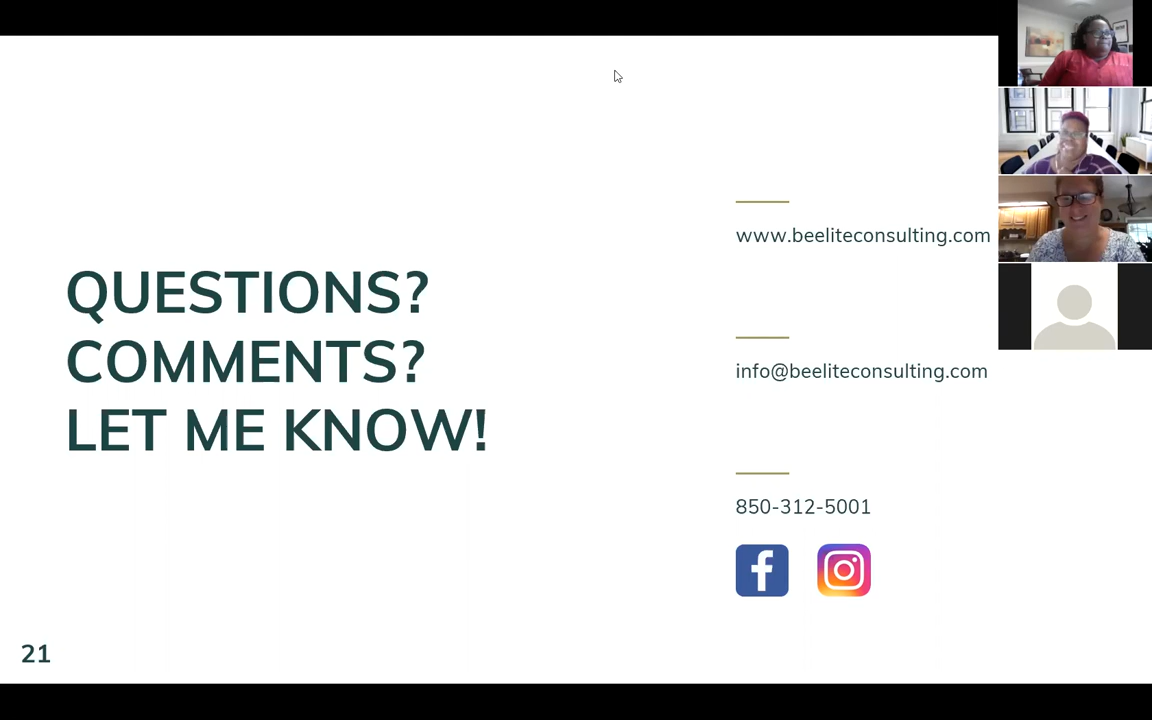 QUESTIONS?
COMMENTS?
LET ME KNOW!
www.beeliteconsulting.com
info@beeliteconsulting.com
850-312-5001
21